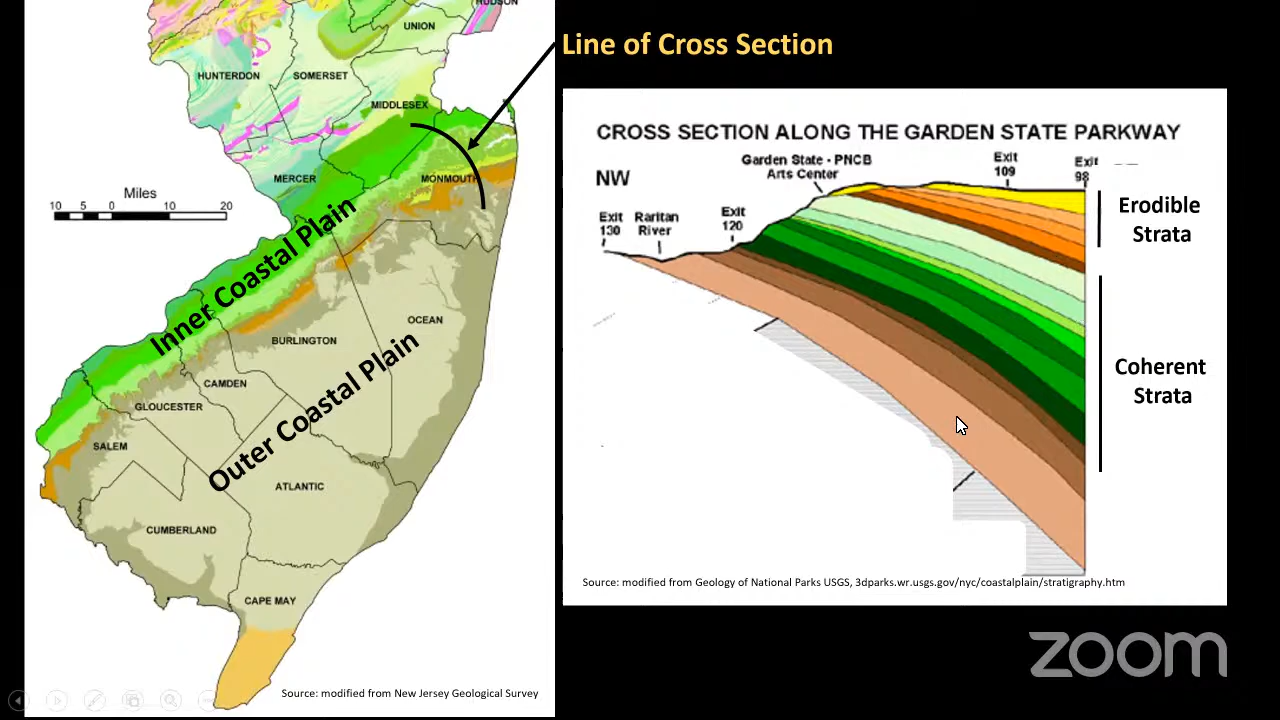 HUDSON
UNION
HUNTERDON
SOMERSET
MIDDLESEX
MERCER
MONMOUTH
Miles
10 5 0 10 20
Inner Coastal Plain
OCEAN
BURLINGTON
Outer Coastal Plain
CAMDEN
GLOUCESTER
SALEM
ATLANTIC
CUMBERLAND
CAPE MAY
Source: modified from New Jersey Geological Survey
Line of Cross Section
CROSS SECTION ALONG THE GARDEN STATE PARKWAY
NW
Garden State - PNCB
Arts Center
Exit
109
Exit
98
Exit
130
Raritan
River
Exit
120
Erodible
Strata
Coherent
Strata
Source: modified from Geology of National Parks USGS, 3dparks.wr.usgs.gov/nyc/coastalplain/stratigraphy.htm
zoom